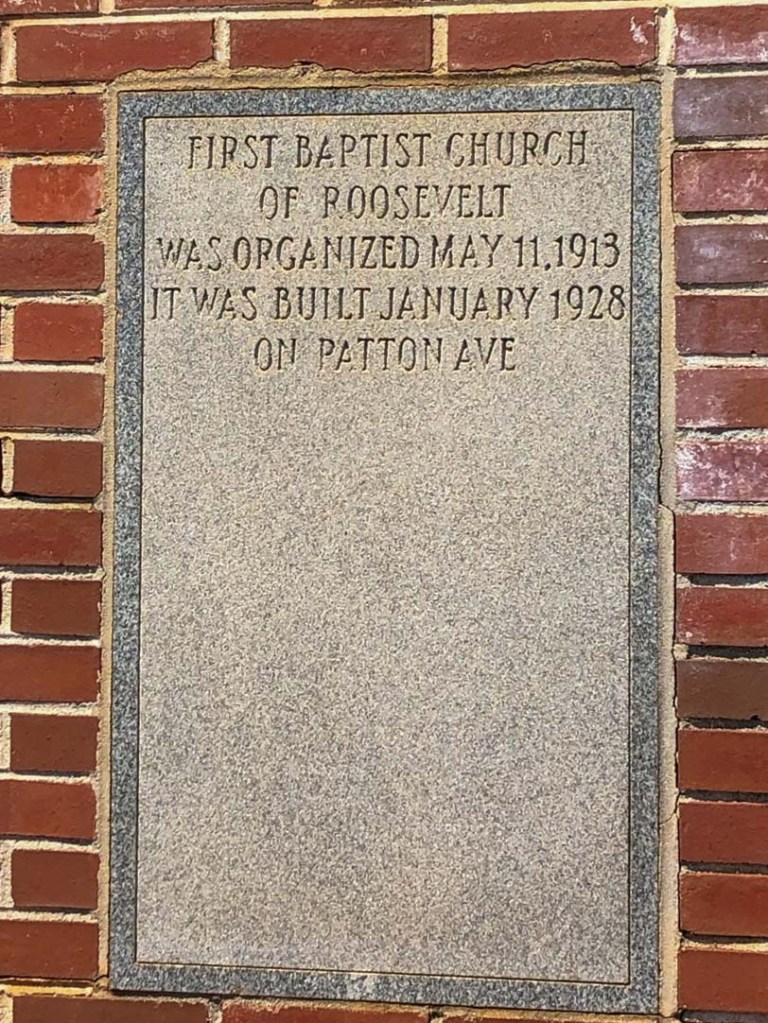 FIRST BAPTIST CHURCH
OF ROOSEVELT
WAS ORGANIZED MAY 11, 1913
IT WAS BUILT JANUARY 1928
ON PATTON AVE